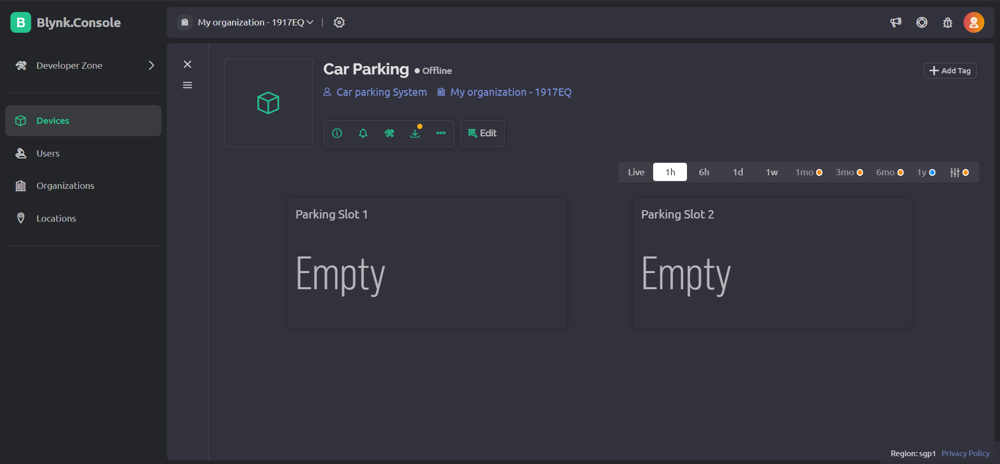 B Blynk.Console
My organization - 1917EQ
Developer Zone
Devices
Users
Organizations
Locations
Car Parking Offline
Add Tag
Car parking System My organization - 1917EQ
Edit
Live 1h 6h 1d 1w 1mo 3mo 6mo 1y
Parking Slot 1
Empty
Parking Slot 2
Empty
Region: sgp1 Privacy Policy